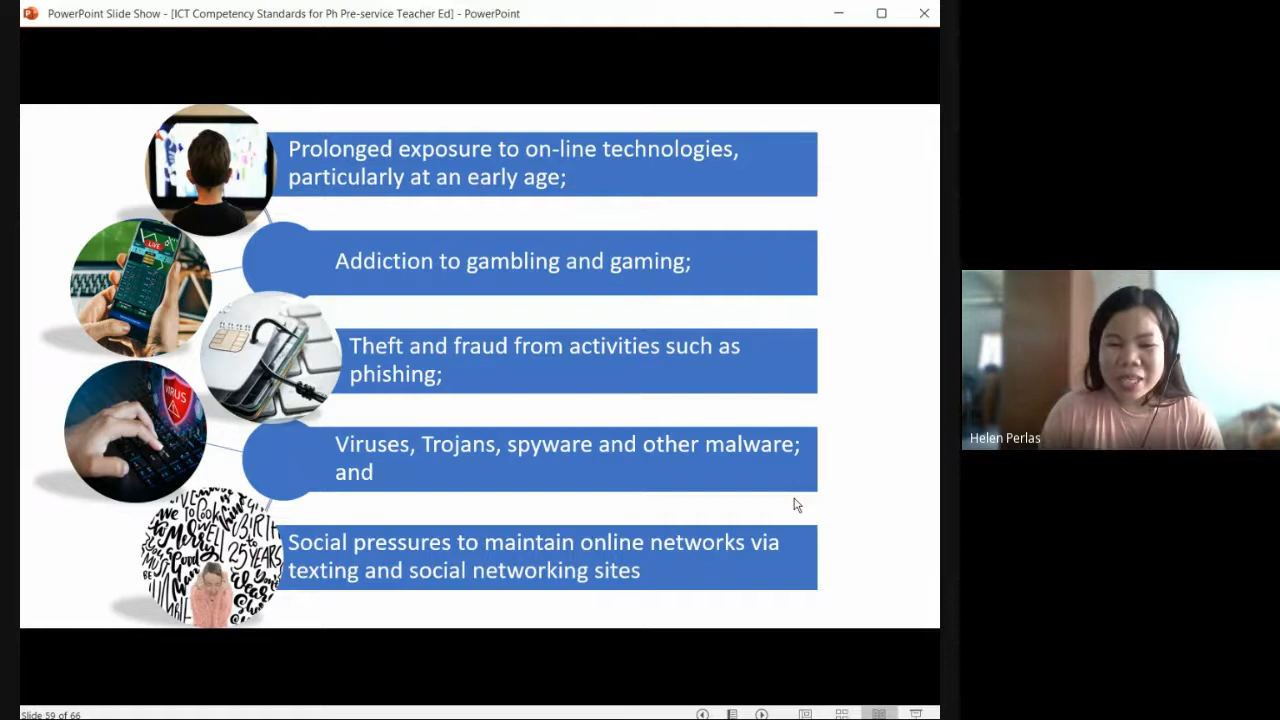 PowerPoint Slide Show - [ICT Competency Standards for Ph Pre-service Teacher Ed] - PowerPoint
Prolonged exposure to on-line technologies,
particularly at an early age;
LIVE
Addiction to gambling and gaming;
Theft and fraud from activities such as
phishing;
VIRUS
Viruses, Trojans, spyware and other malware;
and
Helen Perlas
Social pressures to maintain online networks via
texting and social networking sites
Slide 59 of 66